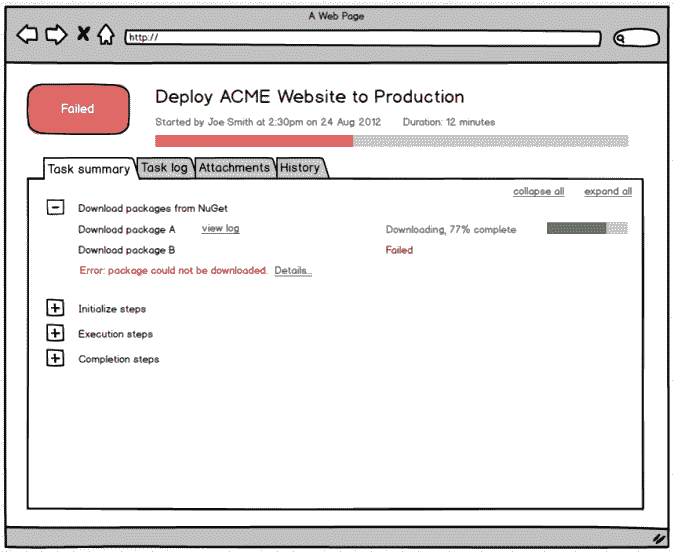 A Web Page
http://
Failed
Deploy ACME Website to Production
Started by Joe Smith at 2:30pm on 24 Aug 2012 Duration: 12 minutes
Task summary Task log Attachments History
collapse all expand all
Download packages from NuGet
Download package A view log Downloading, 77% complete
Download package B Failed
Error: package could not be downloaded. Details...
Initialize steps
Execution steps
Completion steps